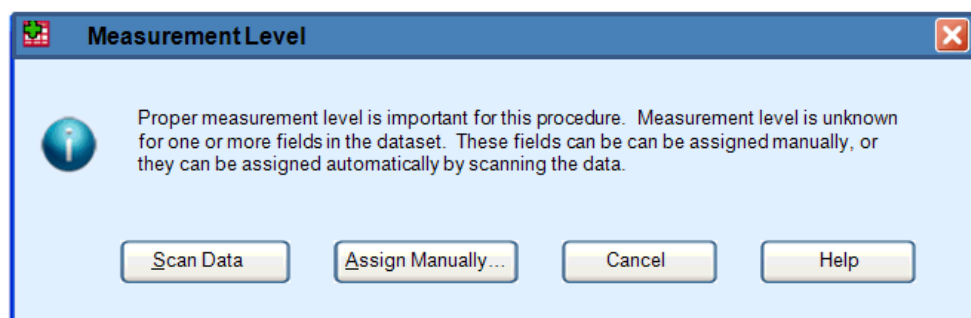 Measurement Level
Proper measurement level is important for this procedure.  Measurement level is unknown
for one or more fields in the dataset.  These fields can be can be assigned manually, or
they can be assigned automatically by scanning the data.
Scan Data
Assign Manually...
Cancel
Help